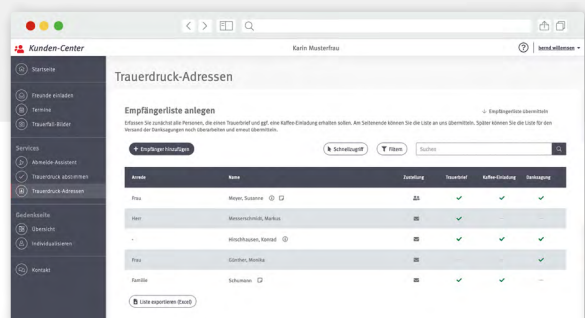 Kunden-Center
Karin Musterfrau
bernd willemsen
Startseite
Freunde einladen
Termine
Trauerfall-Bilder
Services
Abmelde-Assistent
Trauerdruck abstimmen
Trauerdruck-Adressen
Gedenkseite
Übersicht
Individualisieren
Kontakt
Trauerdruck-Adressen
Empfängerliste anlegen
Empfängerliste übermitteln
Erfassen Sie zunächst alle Personen, die einen Trauerbrief und ggf. eine Kaffee-Einladung erhalten sollen. Am Seitenende können Sie die Liste an uns übermitteln. Später können Sie die Liste für den
Versand der Danksagungen noch überarbeiten und erneut übermitteln.
+ Empfänger hinzufügen
Schnellzugriff
Filtern
Suchen
Anrede Name Zustellung Trauerbrief Kaffee-Einladung Danksagung
Frau Meyer, Susanne
Herr Messerschmidt, Markus
- Hirschhausen, Konrad
Frau Günther, Monika
Familie Schumann
Liste exportieren (Excel)